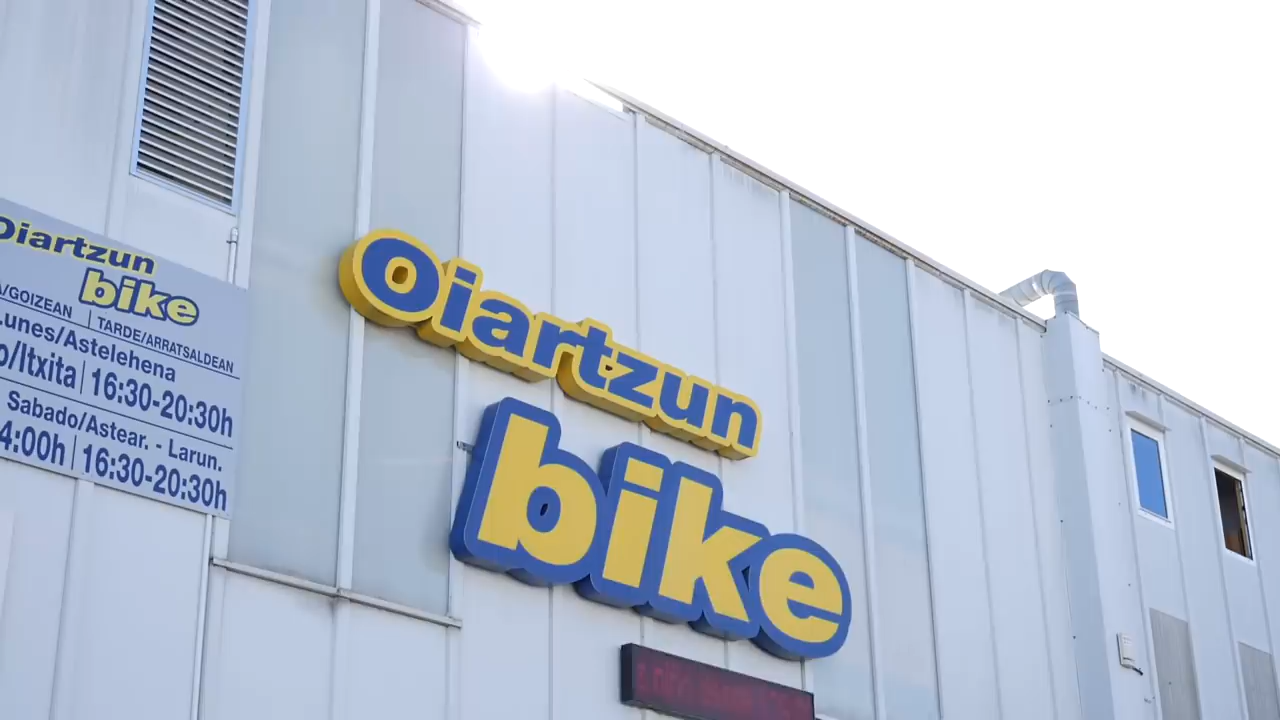 Oiartzun
bike
A/GOIZEAN | TARDE/ARRATSALDEAN
Lunes/Astelehena
o/Itxita | 16:30-20:30h
Sabado/Astear. - Larun.
4:00h | 16:30-20:30h
Oiartzun
bike